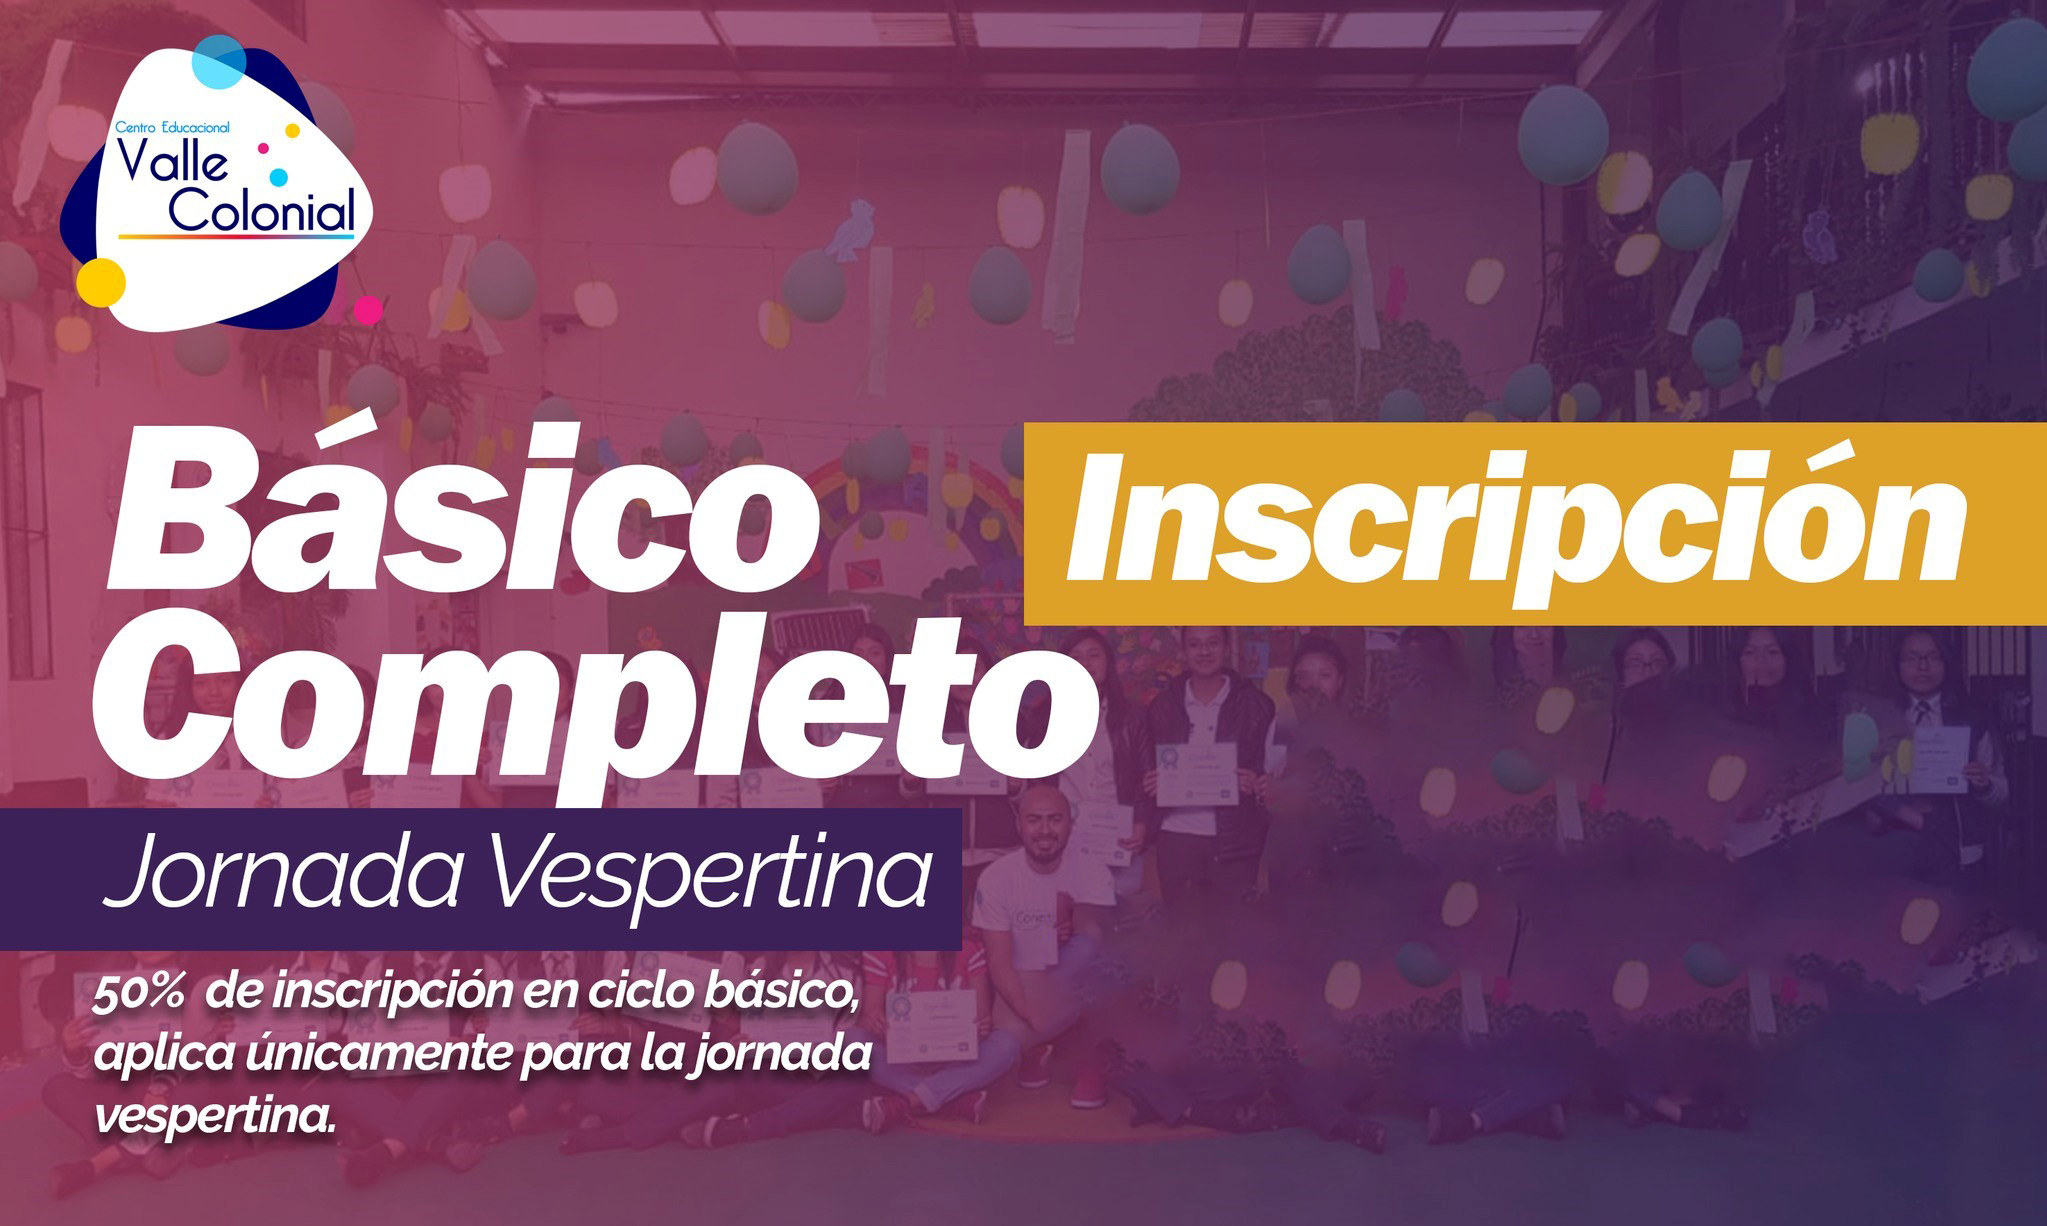 Centro Educacional
Valle
Colonial
Básico
Completo
Inscripción
Jornada Vespertina
50% de inscripción en ciclo básico,
aplica únicamente para la jornada
vespertina.